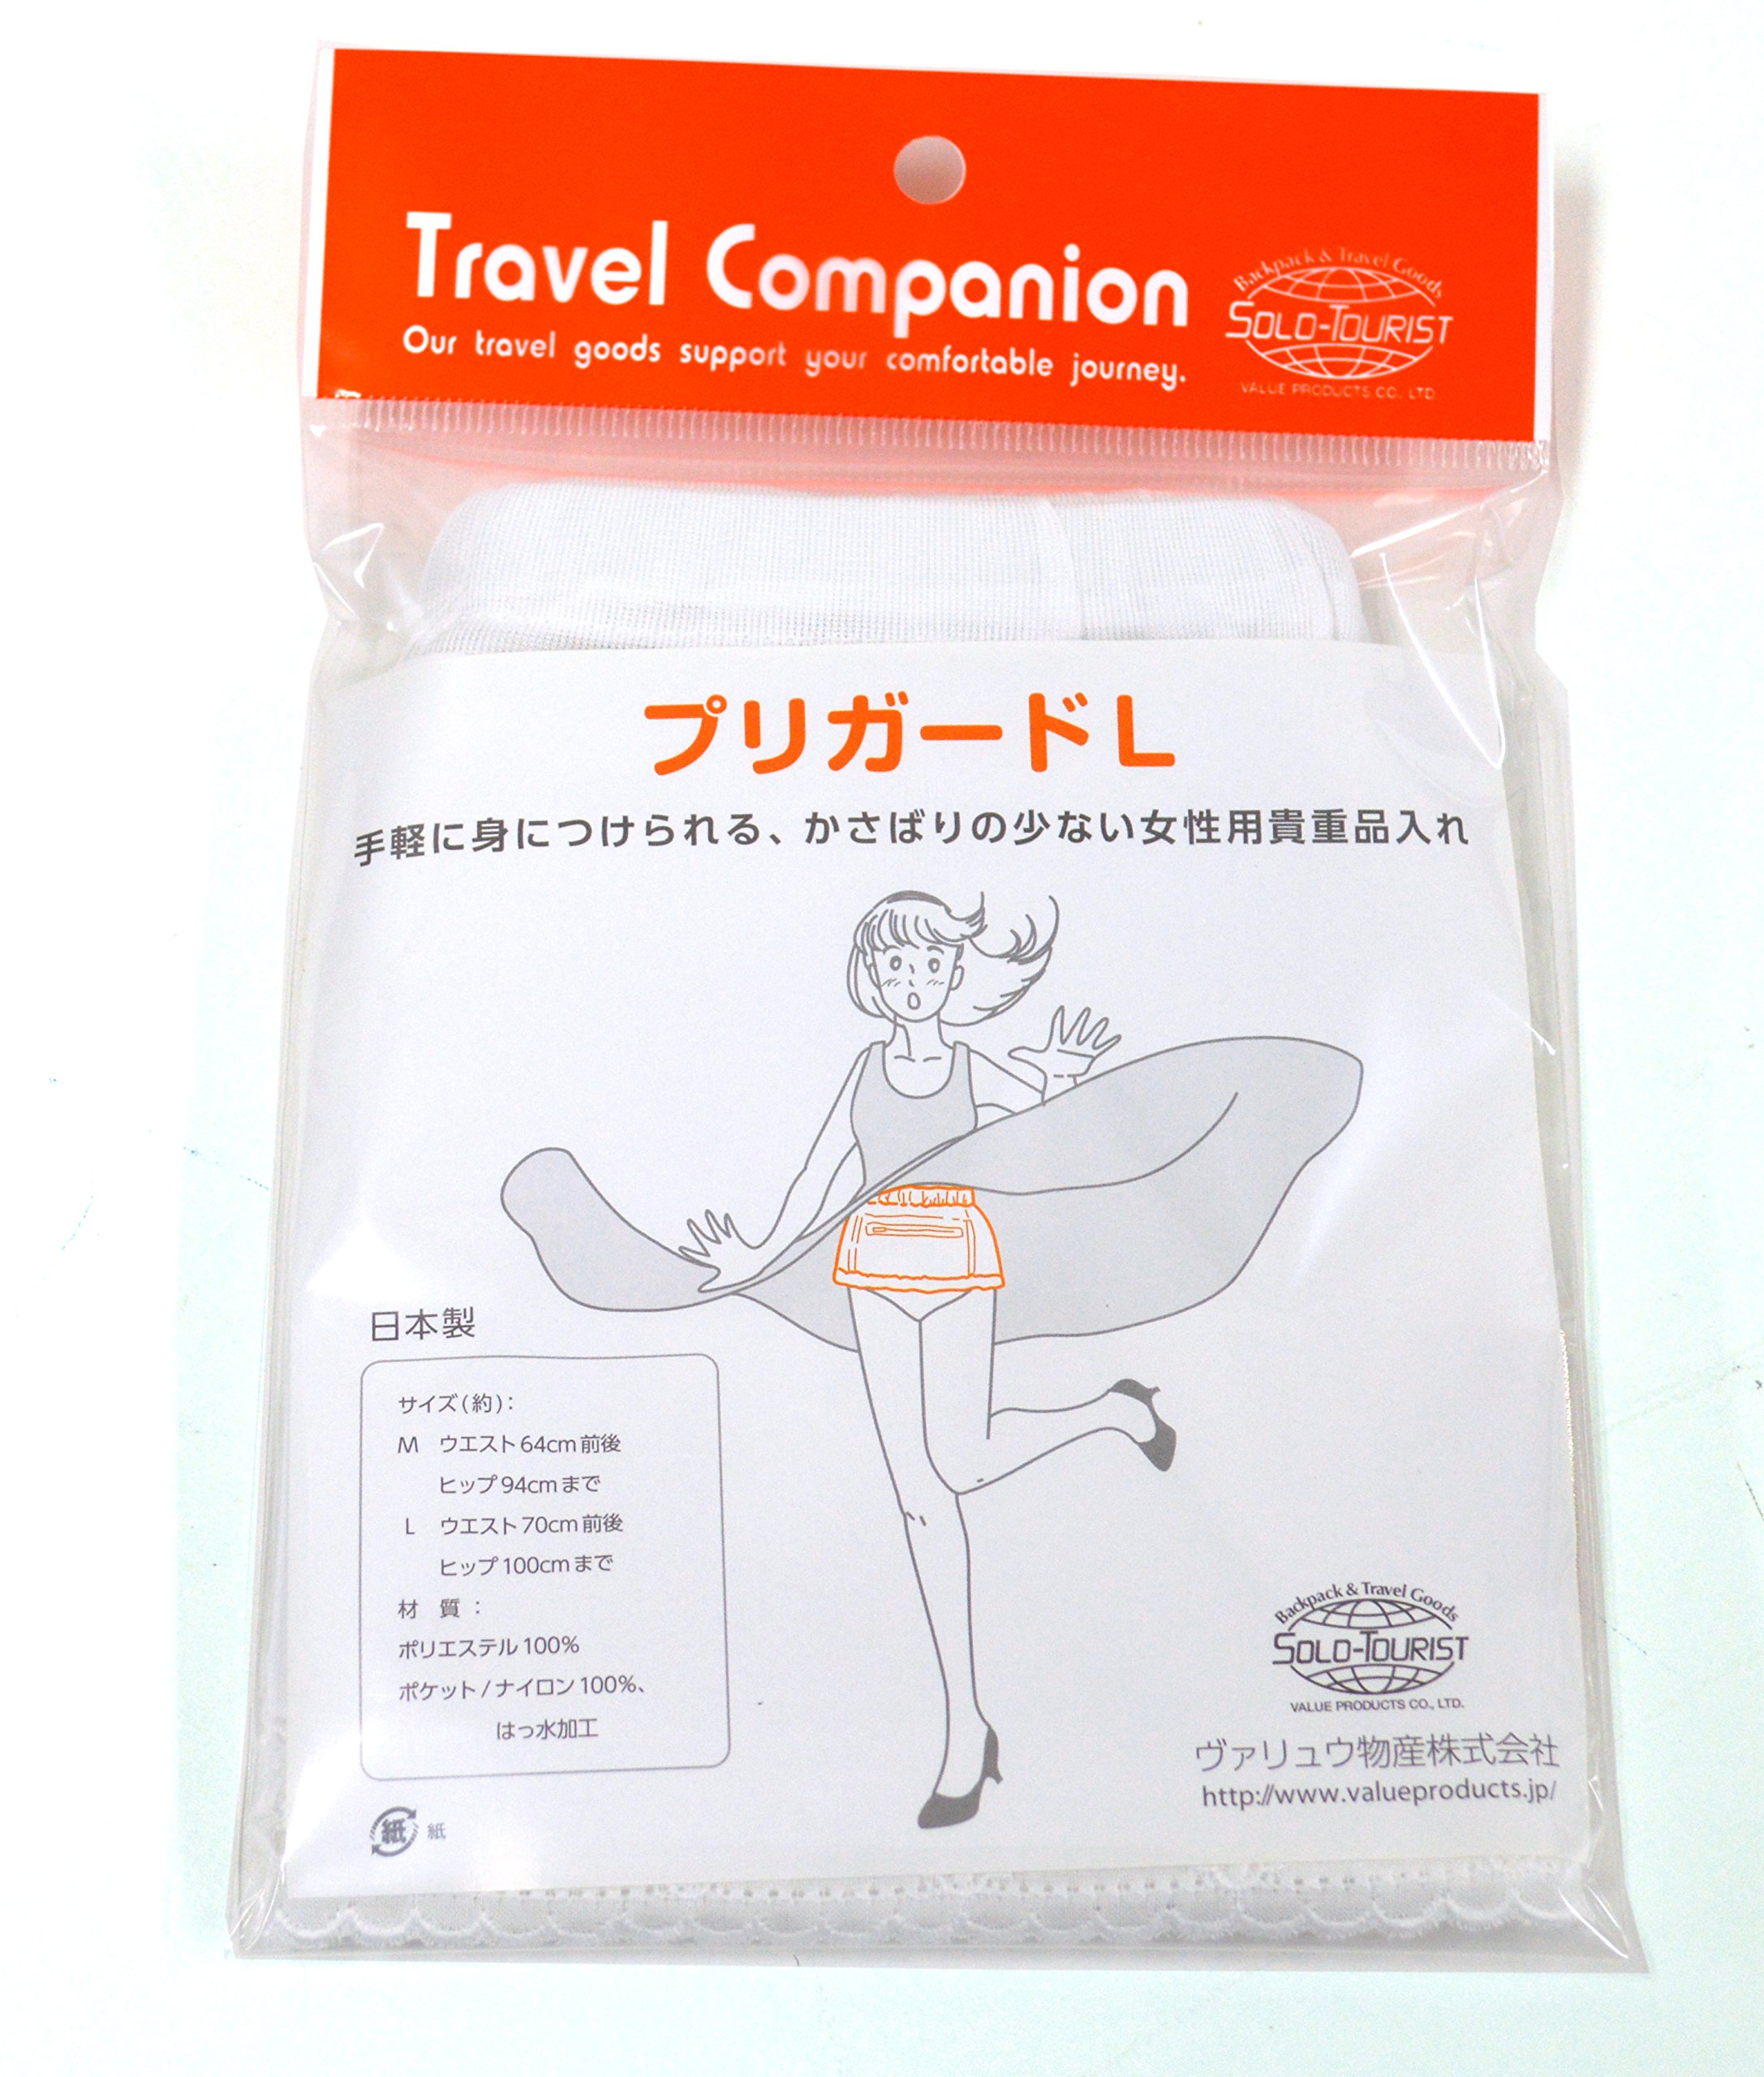 Travel Companion
Our travel goods support your comfortable journey.
Backpack & Travel Goods
SOLO-TOURIST
VALUE PRODUCTS CO. LTD
プリガードL
手軽に身につけられる、かさばりの少ない女性用貴重品入れ
日本製
サイズ(約):
M ウエスト64cm前後
ヒップ94cmまで
L ウエスト70cm前後
ヒップ100cmまで
材 質:
ポリエステル100%
ポケット/ナイロン100%、
はっ水加工
紙 紙
Backpack & Travel Goods
SOLO-TOURIST
VALUE PRODUCTS CO., LTD.
ヴァリュウ物産株式会社
http://www.valueproducts.jp/